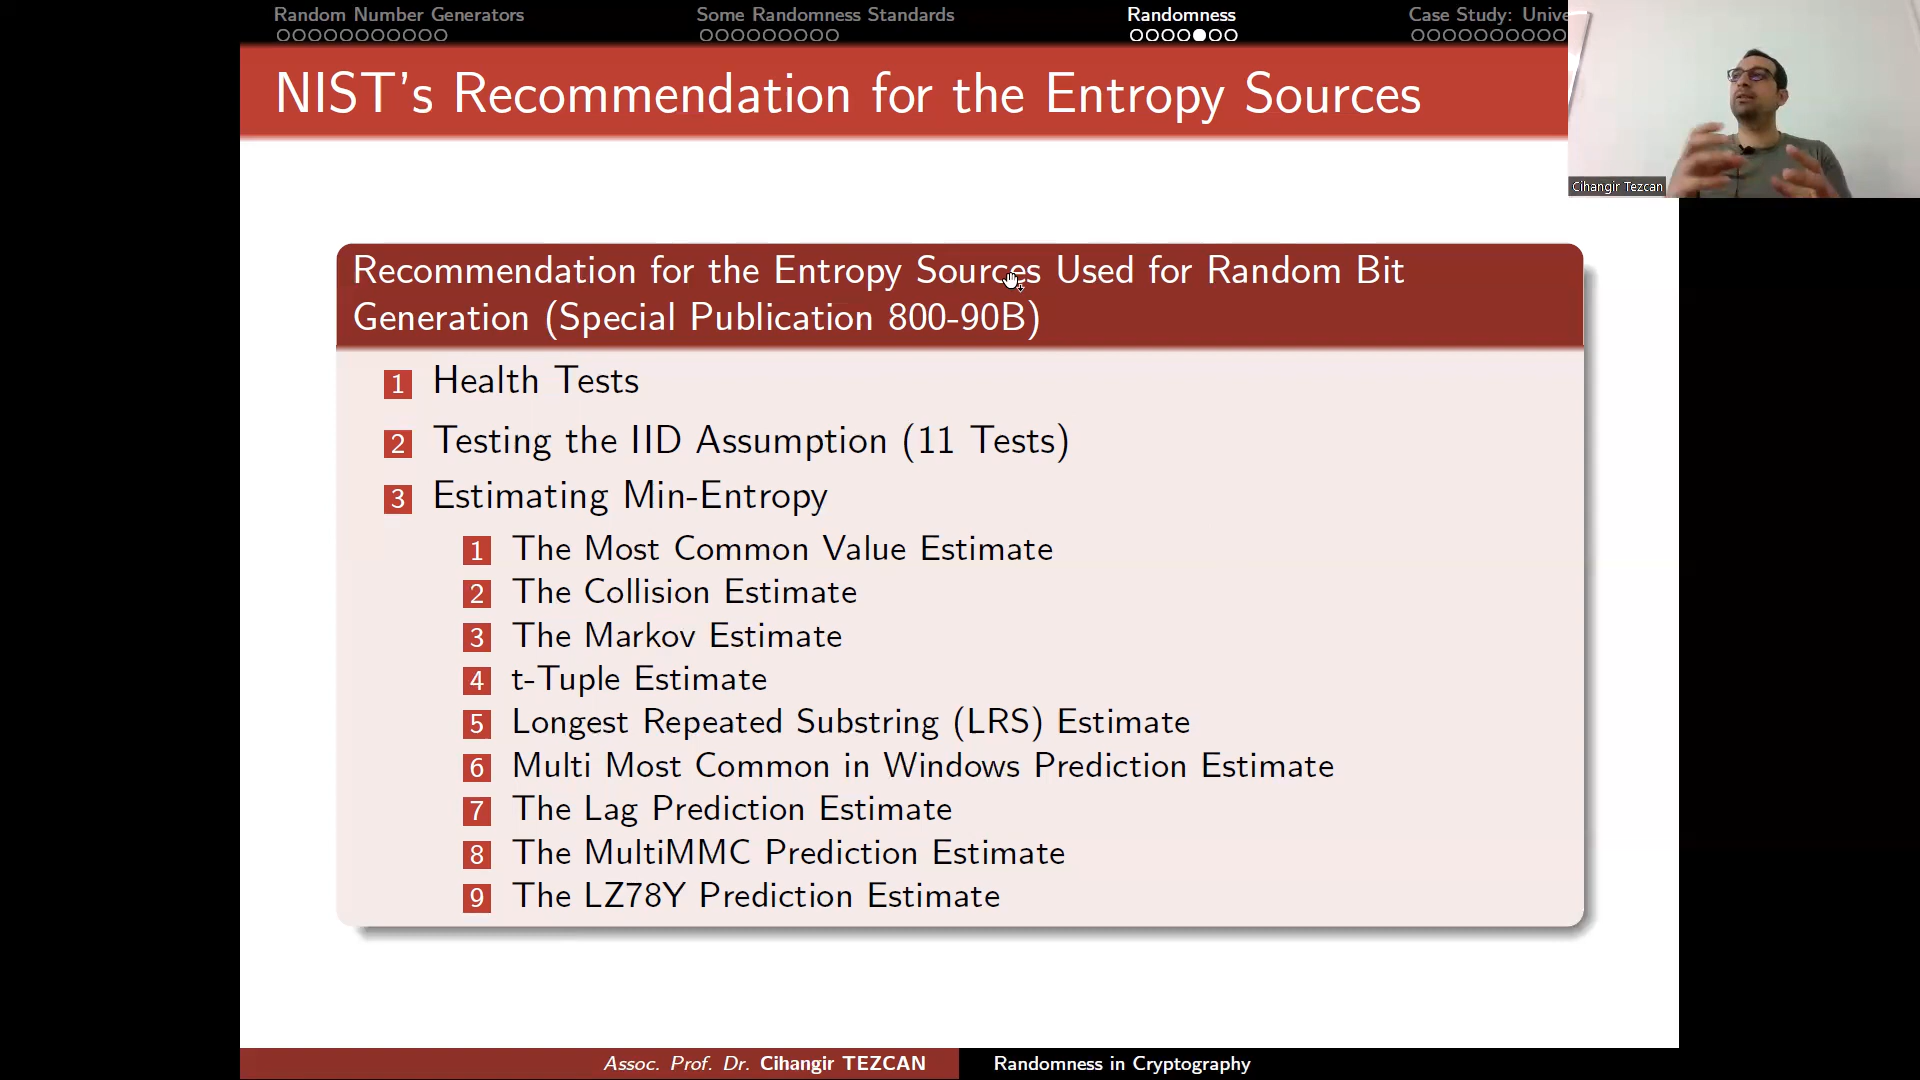 Random Number Generators
Some Randomness Standards
Randomness
Case Study: Unive
NIST's Recommendation for the Entropy Sources
Cihangir Tezcan
Recommendation for the Entropy Sources Used for Random Bit
Generation (Special Publication 800-90B)
1 Health Tests
2 Testing the IID Assumption (11 Tests)
3 Estimating Min-Entropy
1 The Most Common Value Estimate
2 The Collision Estimate
3 The Markov Estimate
4 t-Tuple Estimate
5 Longest Repeated Substring (LRS) Estimate
6 Multi Most Common in Windows Prediction Estimate
7 The Lag Prediction Estimate
8 The MultiMMC Prediction Estimate
9 The LZ78Y Prediction Estimate
Assoc. Prof. Dr. Cihangir TEZCAN
Randomness in Cryptography